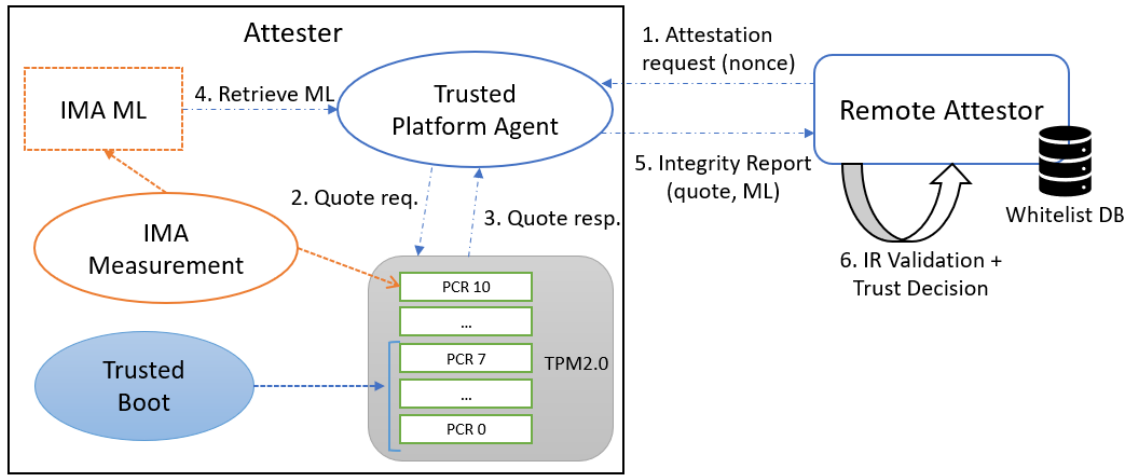 Attester
IMA ML
4. Retrieve ML
Trusted
Platform Agent
1. Attestation
request (nonce)
Remote Attestor
5. Integrity Report
(quote, ML)
Whitelist DB
2. Quote req.
3. Quote resp.
IMA
Measurement
6. IR Validation +
Trust Decision
PCR 10
...
PCR 7
TPM2.0
...
PCR 0
Trusted
Boot